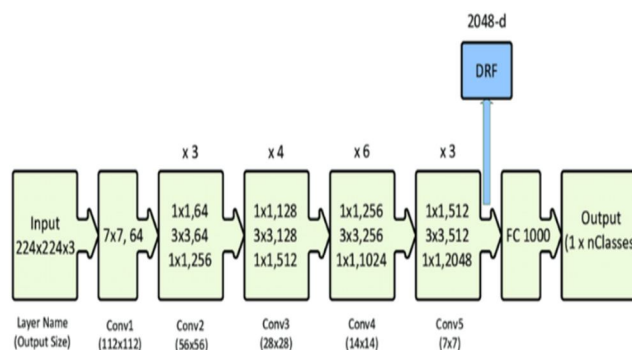 2048-d
DRF
x 3
x 4
x 6
x 3
Input
224x224x3
7x7, 64
1x1,64
3x3,64
1x1,256
1x1,128
3x3,128
1x1,512
1x1,256
3x3,256
1x1,1024
1x1,512
3x3,512
1x1,2048
FC 1000
Output
(1 x nClasses
Layer Name
(Output Size)
Conv1
(112x112)
Conv2
(56x56)
Conv3
(28x28)
Conv4
(14x14)
Conv5
(7x7)